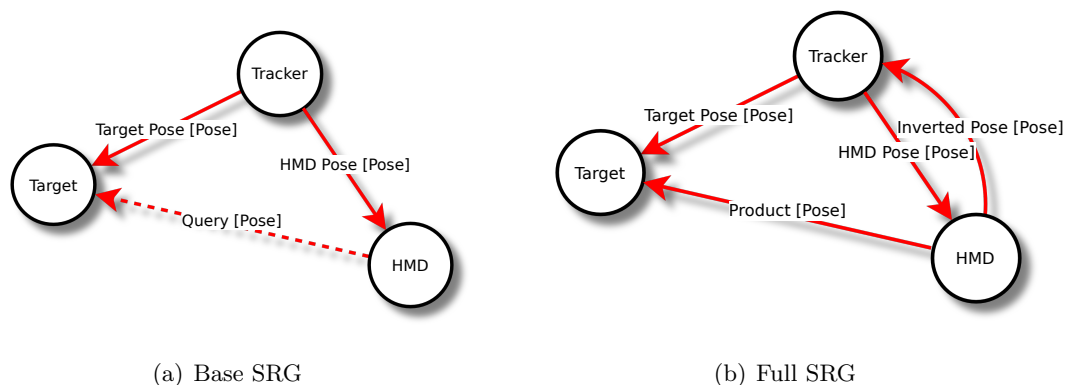 Tracker
Target Pose [Pose]
HMD Pose [Pose]
Target
Query [Pose]
HMD
(a) Base SRG
Tracker
Target Pose [Pose]
Inverted Pose [Pose]
HMD Pose [Pose]
Target
Product [Pose]
HMD
(b) Full SRG